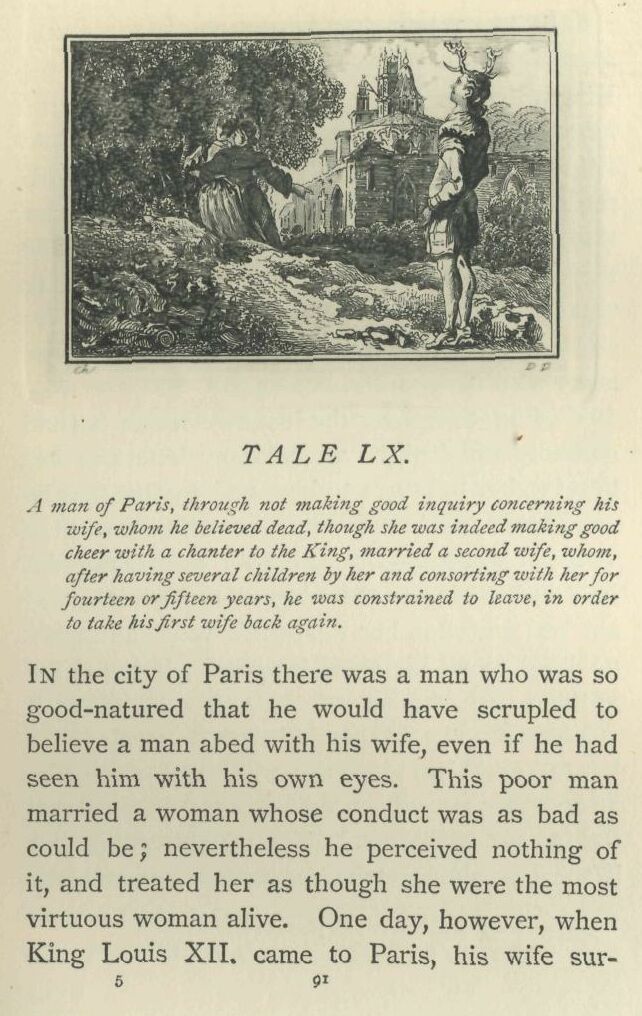 Ch
D D
TALE LX.
A man of Paris, through not making good inquiry concerning his
wife, whom he believed dead, though she was indeed making good
cheer with a chanter to the King, married a second wife, whom,
after having several children by her and consorting with her for
fourteen or fifteen years, he was constrained to leave, in order
to take his first wife back again.
IN the city of Paris there was a man who was so
good-natured that he would have scrupled to
believe a man abed with his wife, even if he had
seen him with his own eyes. This poor man
married a woman whose conduct was as bad as
could be; nevertheless he perceived nothing of
it, and treated her as though she were the most
virtuous woman alive. One day, however, when
King Louis XII. came to Paris, his wife sur-
5 91